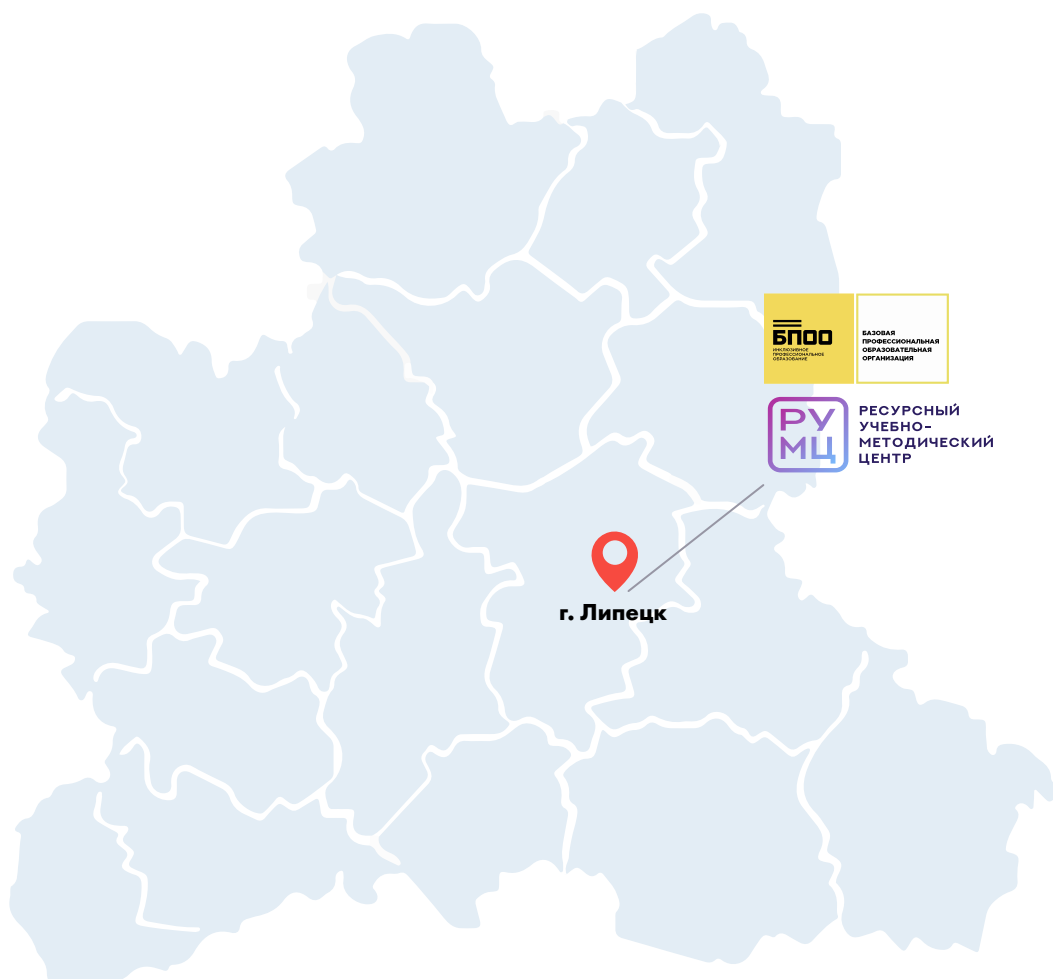 БПОО
ИНКЛЮЗИВНОЕ
ПРОФЕССИОНАЛЬНОЕ
ОБРАЗОВАНИЕ
БАЗОВАЯ
ПРОФЕССИОНАЛЬНАЯ
ОБРАЗОВАТЕЛЬНАЯ
ОРГАНИЗАЦИЯ
РУ
МЦ
РЕСУРСНЫЙ
УЧЕБНО-
МЕТОДИЧЕСКИЙ
ЦЕНТР
г. Липецк